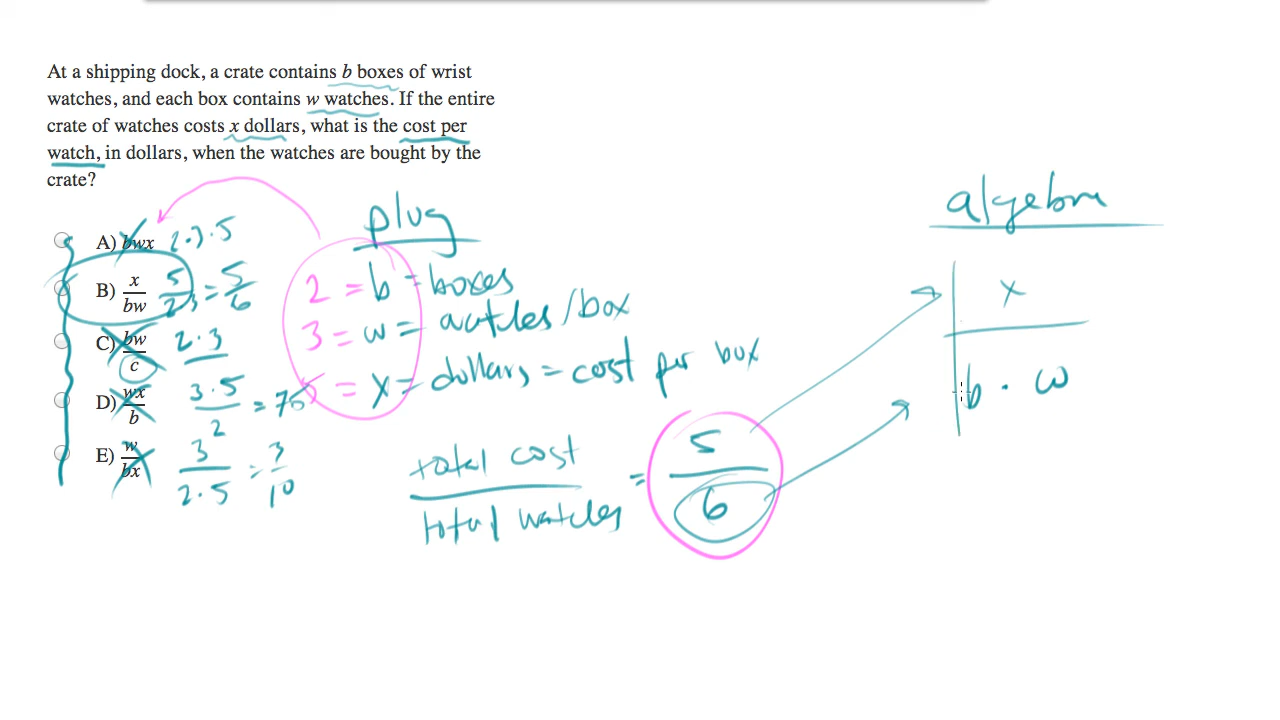 At a shipping dock, a crate contains b boxes of wrist
watches, and each box contains w watches. If the entire
crate of watches costs x dollars, what is the cost per
watch, in dollars, when the watches are bought by the
crate?
plug
algebra
A) bwx 2·3·5
B) x/bw 5/2·3 = 5/6
C) bw/c 2·3
D) wx/b 3·5/2 = 7.5
E) w/bx 3/2·5 = 3/10
2 = b = boxes
3 = w = watches/box
5 = x = dollars = cost per box
total cost / total watches = 5/6
x
b · w